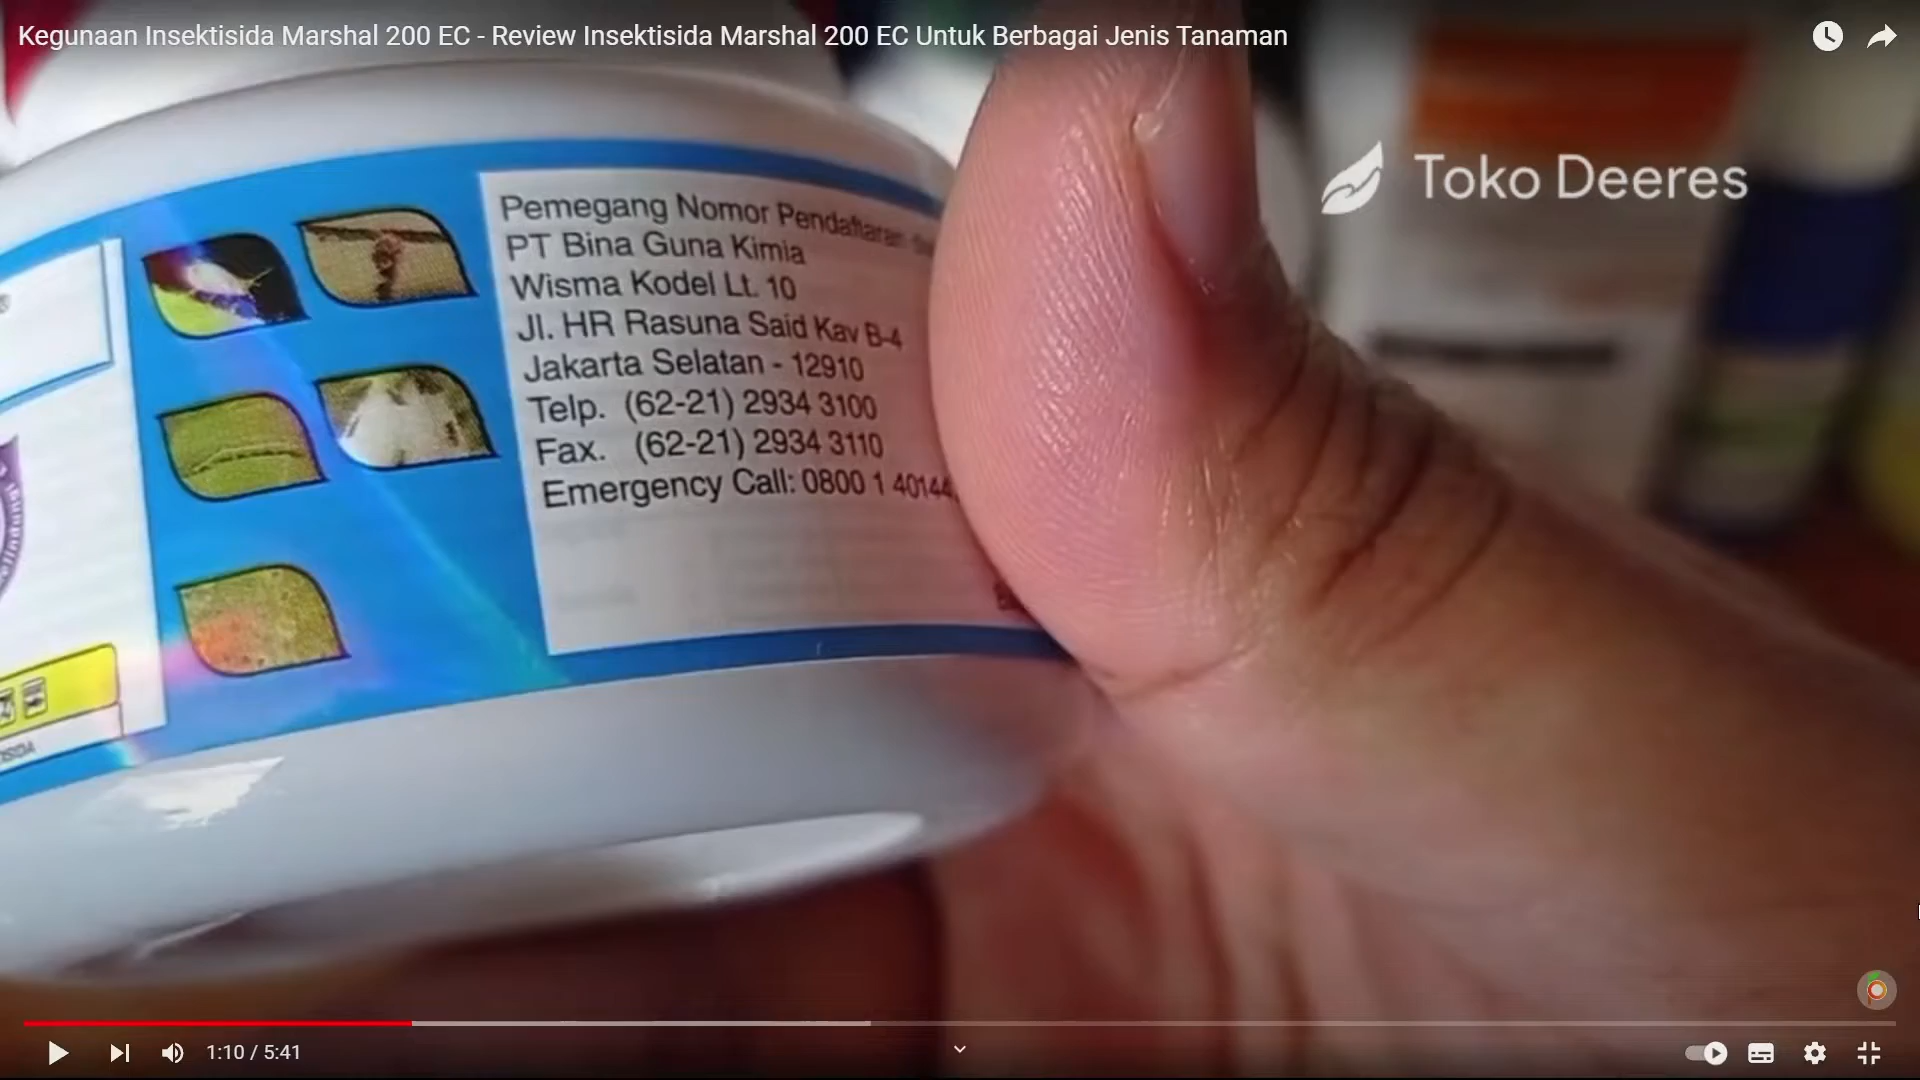 Kegunaan Insektisida Marshal 200 EC - Review Insektisida Marshal 200 EC Untuk Berbagai Jenis Tanaman
Toko Deeres
Pemegang Nomor Pendaftaran
PT Bina Guna Kimia
Wisma Kodel Lt. 10
Jl. HR Rasuna Said Kav B-4
Jakarta Selatan - 12910
Telp. (62-21) 2934 3100
Fax. (62-21) 2934 3110
Emergency Call: 0800 1 40144
1:10 / 5:41